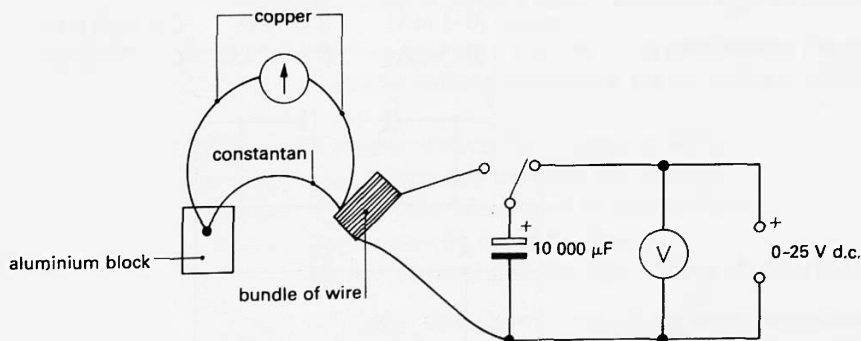 copper
constantan
aluminium block
bundle of wire
+
10 000 μF
V
+
0-25 V d.c.